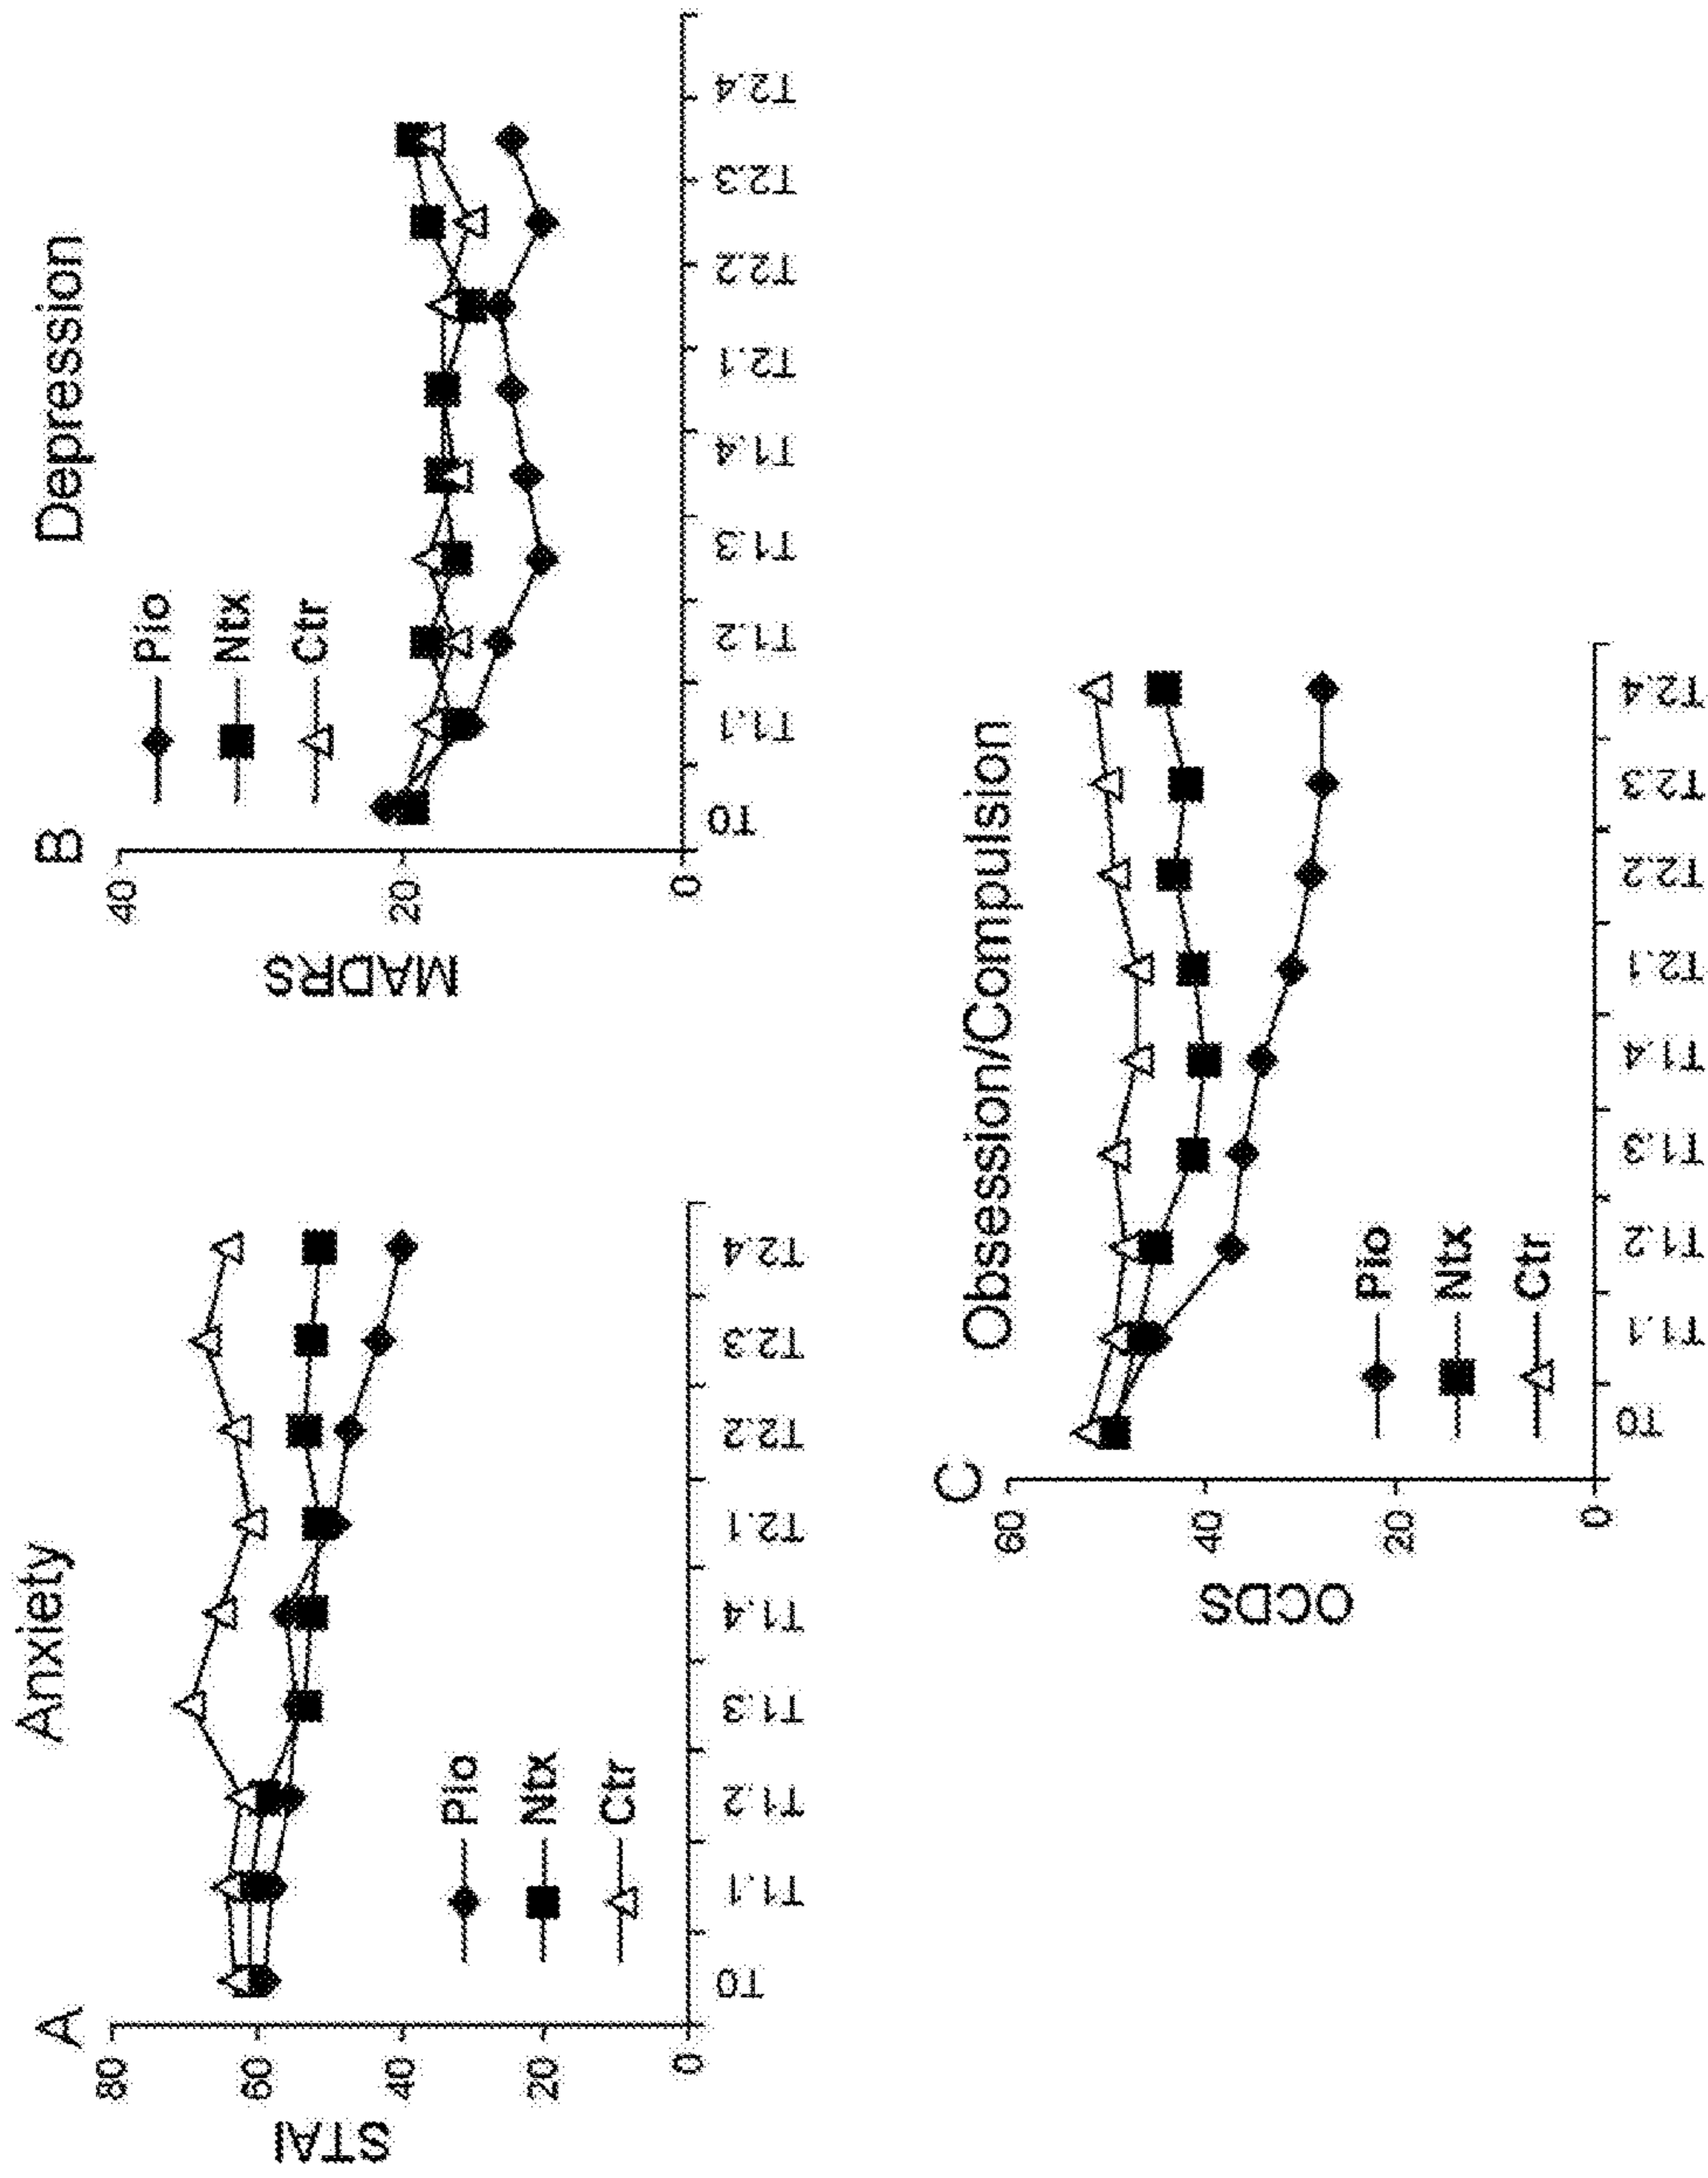 A
Anxiety
STAI
80
60
40
20
0
Pio
Ntx
Ctr
T0
T1.1
T1.2
T1.3
T1.4
T2.1
T2.2
T2.3
T2.4
B
Depression
MADRS
40
20
0
Pio
Ntx
Ctr
T0
T1.1
T1.2
T1.3
T1.4
T2.1
T2.2
T2.3
T2.4
C
Obsession/Compulsion
OCDS
60
40
20
0
Pio
Ntx
Ctr
T0
T1.1
T1.2
T1.3
T1.4
T2.1
T2.2
T2.3
T2.4